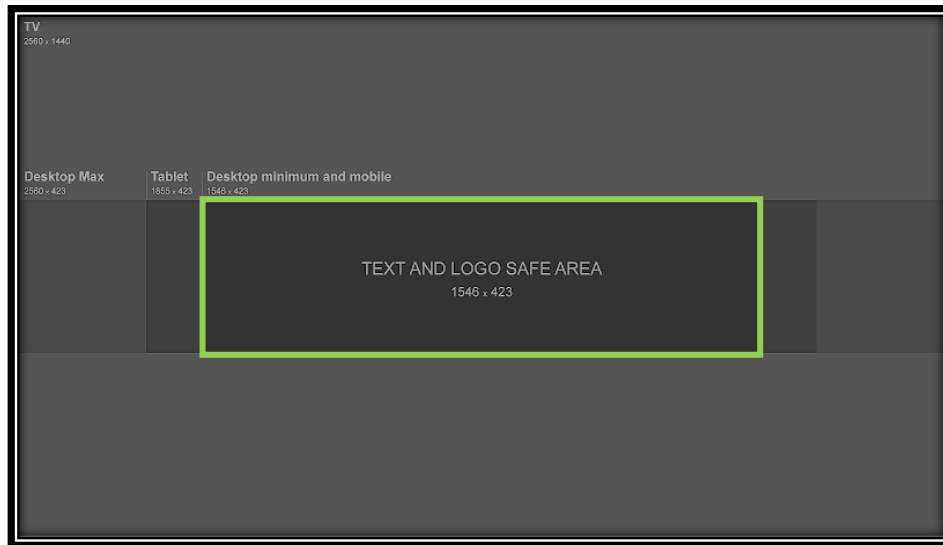 TV
2560 x 1440
Desktop Max
2560 x 423
Tablet
1855 x 423
Desktop minimum and mobile
1546 x 423
TEXT AND LOGO SAFE AREA
1546 x 423